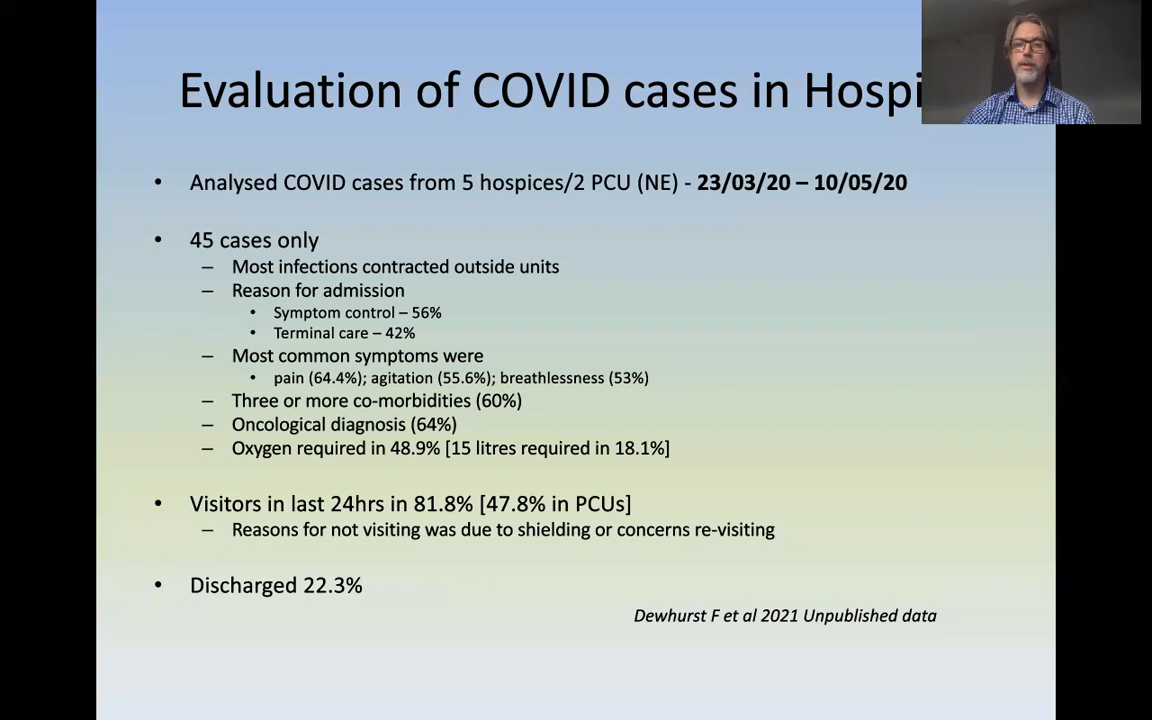 Evaluation of COVID cases in Hospi
• Analysed COVID cases from 5 hospices/2 PCU (NE) - 23/03/20 – 10/05/20
• 45 cases only
– Most infections contracted outside units
– Reason for admission
• Symptom control – 56%
• Terminal care – 42%
– Most common symptoms were
• pain (64.4%); agitation (55.6%); breathlessness (53%)
– Three or more co-morbidities (60%)
– Oncological diagnosis (64%)
– Oxygen required in 48.9% [15 litres required in 18.1%]
• Visitors in last 24hrs in 81.8% [47.8% in PCUs]
– Reasons for not visiting was due to shielding or concerns re-visiting
• Discharged 22.3%
Dewhurst F et al 2021 Unpublished data